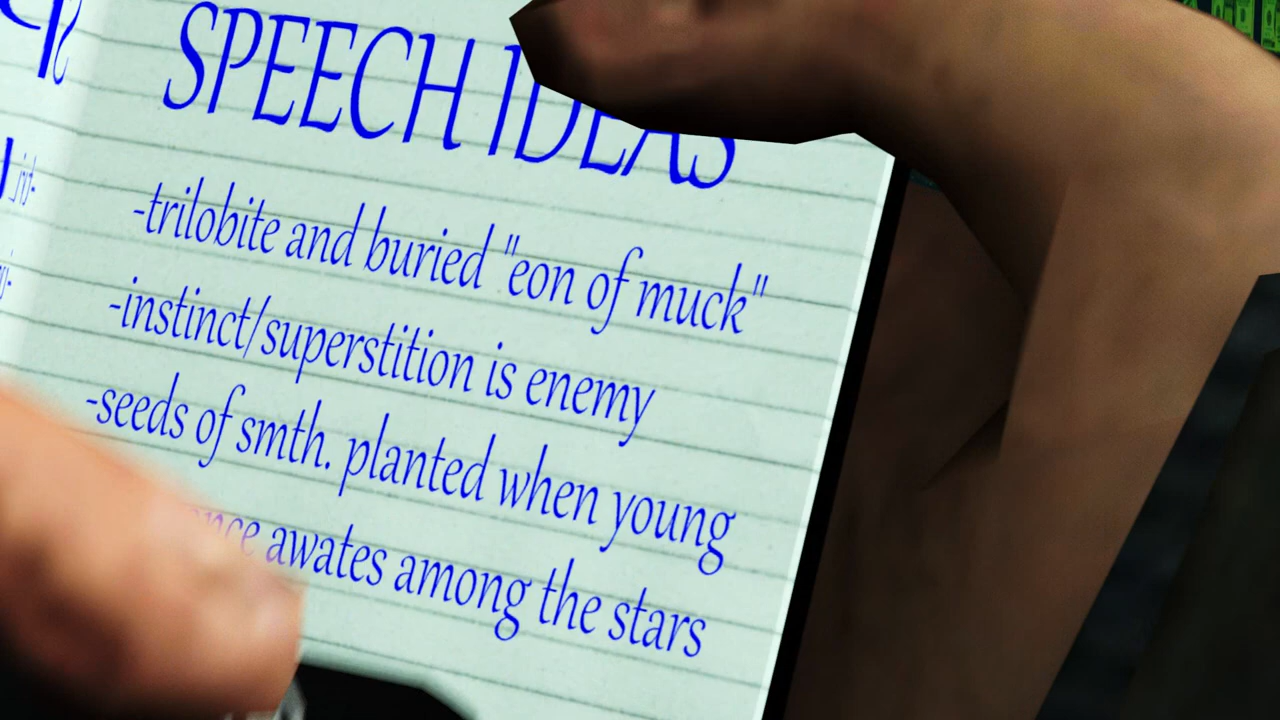 SPEECH IDEAS
-trilobite and buried "eon of muck"
-instinct/superstition is enemy
-seeds of smth. planted when young
awates among the stars